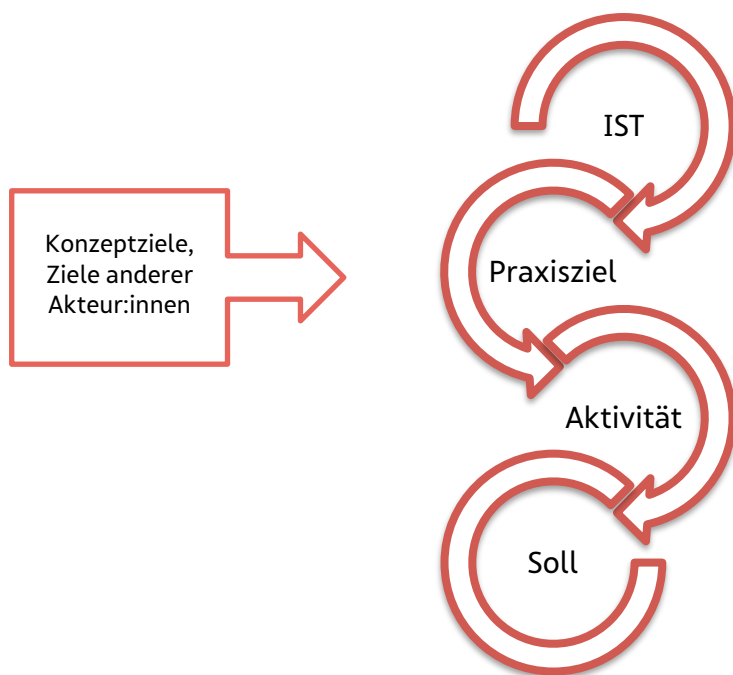 IST
Konzeptziele,
Ziele anderer
Akteur:innen
Praxisziel
Aktivität
Soll